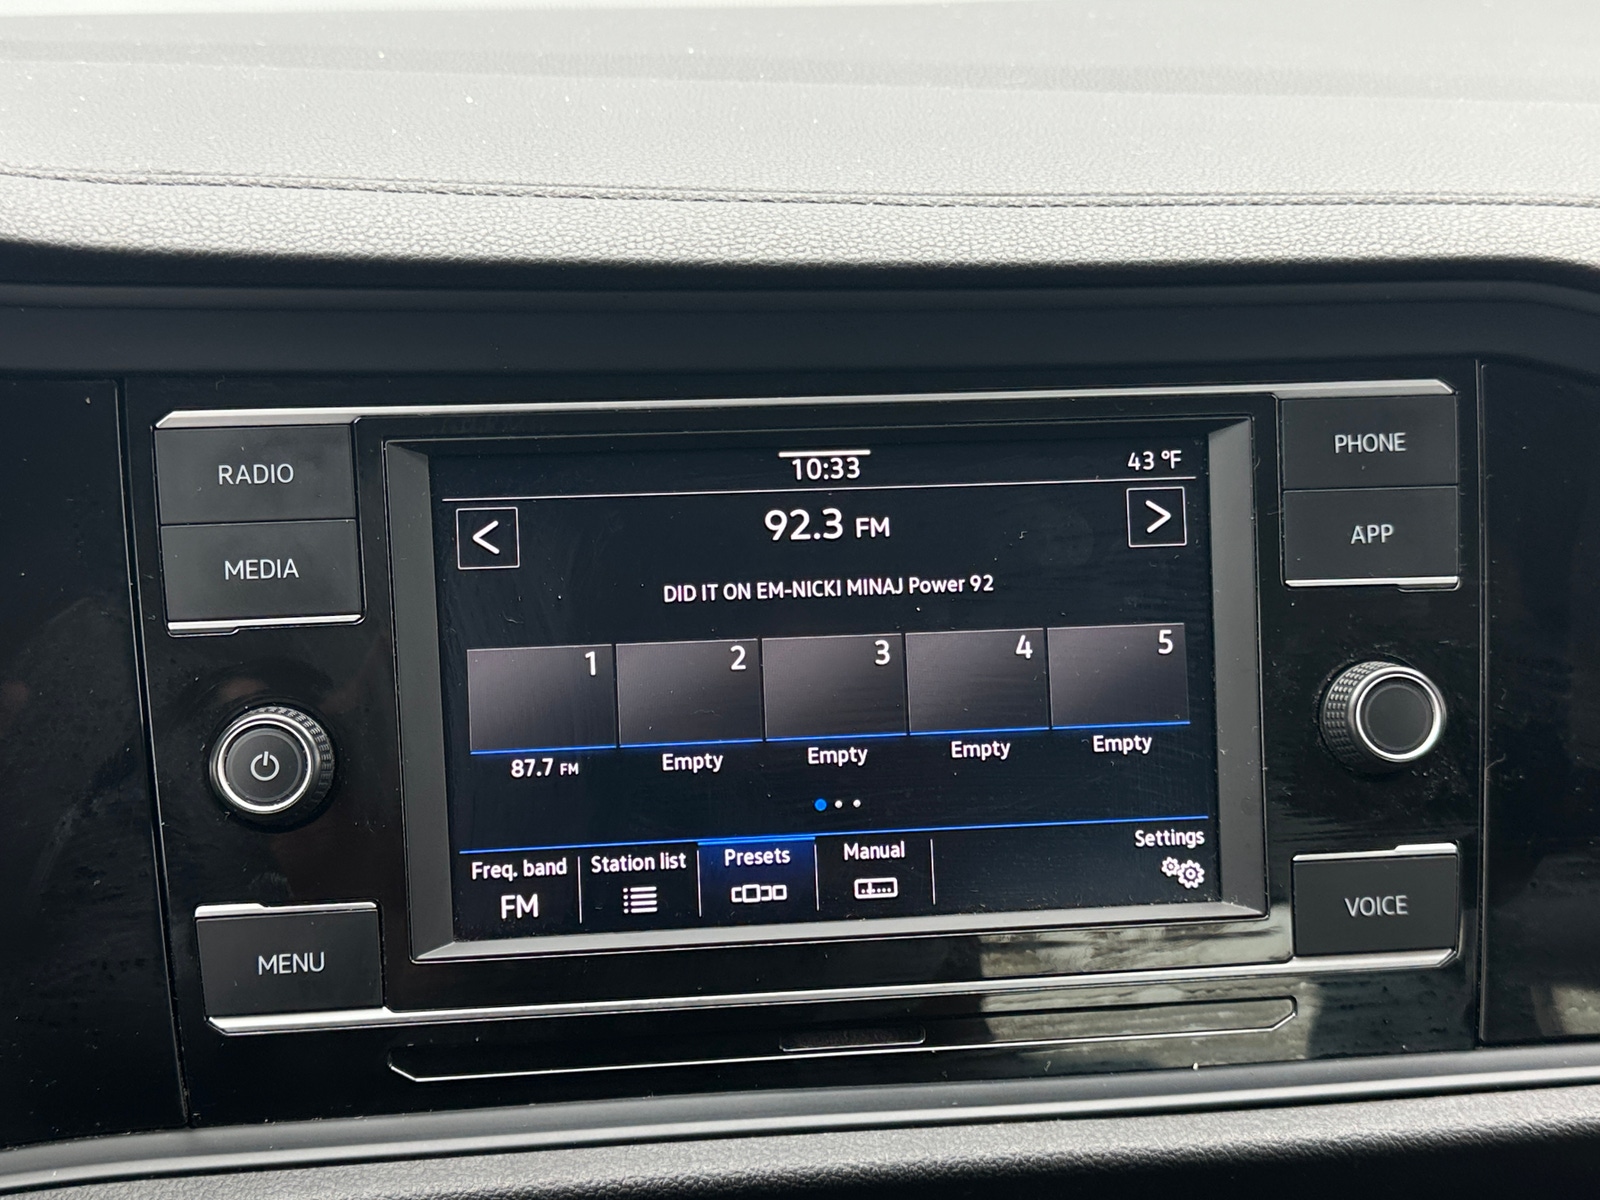 RADIO
MEDIA
MENU
10:33
43 °F
<
92.3 FM
>
DID IT ON EM-NICKI MINAJ Power 92
1
2
3
4
5
87.7 FM
Empty
Empty
Empty
Empty
Freq. band
FM
Station list
Presets
Manual
Settings
PHONE
APP
VOICE